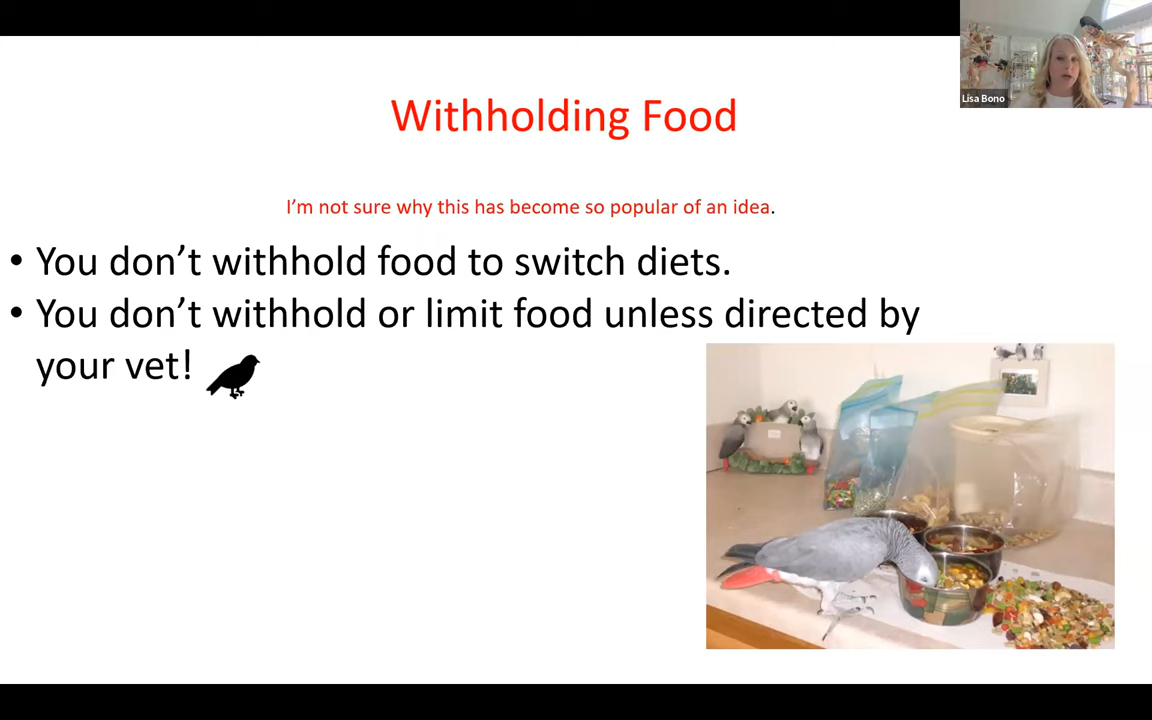 Lisa Bono
Withholding Food
I'm not sure why this has become so popular of an idea.
• You don't withhold food to switch diets.
• You don't withhold or limit food unless directed by
your vet!